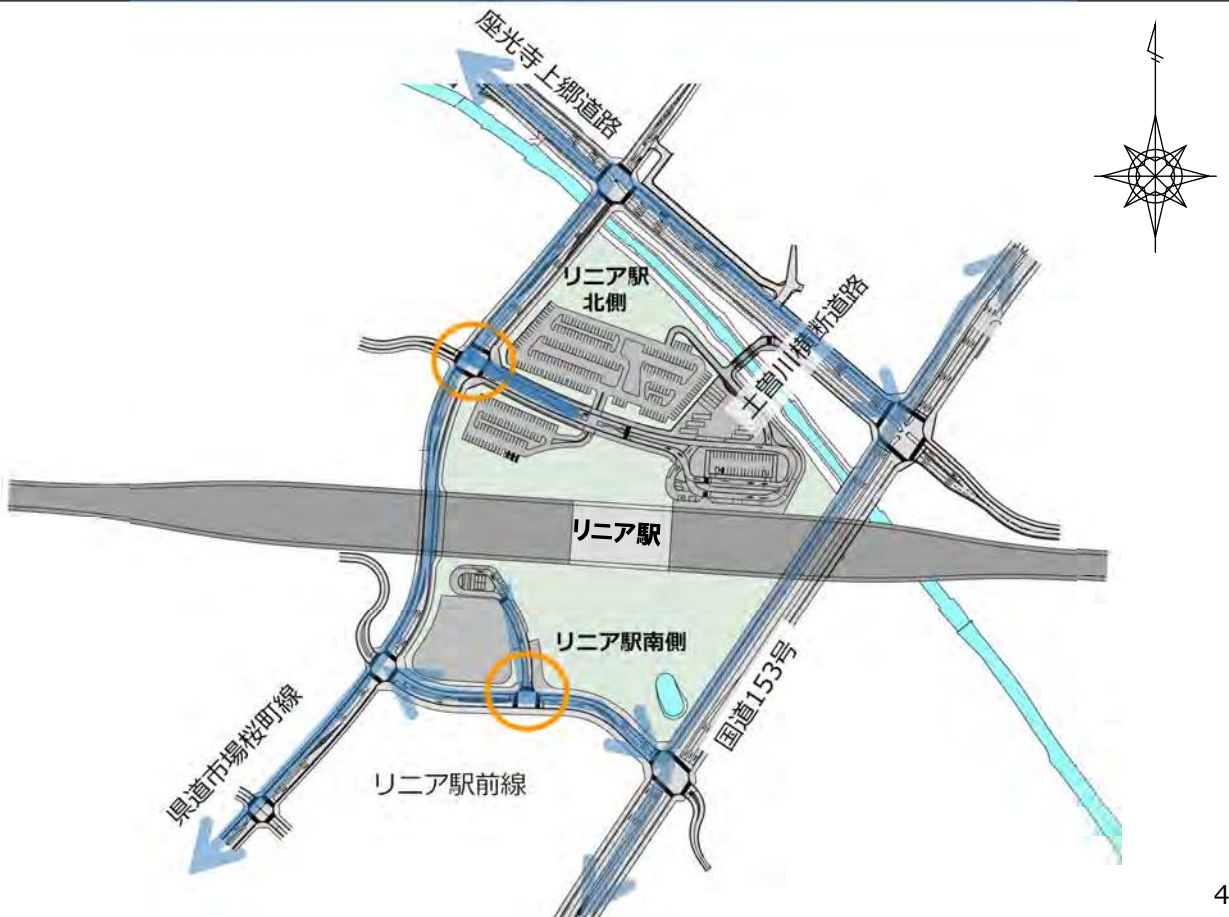 座光寺上郷道路
リニア駅
北側
土曽川横断道路
リニア駅
リニア駅南側
国道153号
県道市場桜町線
リニア駅前線
4